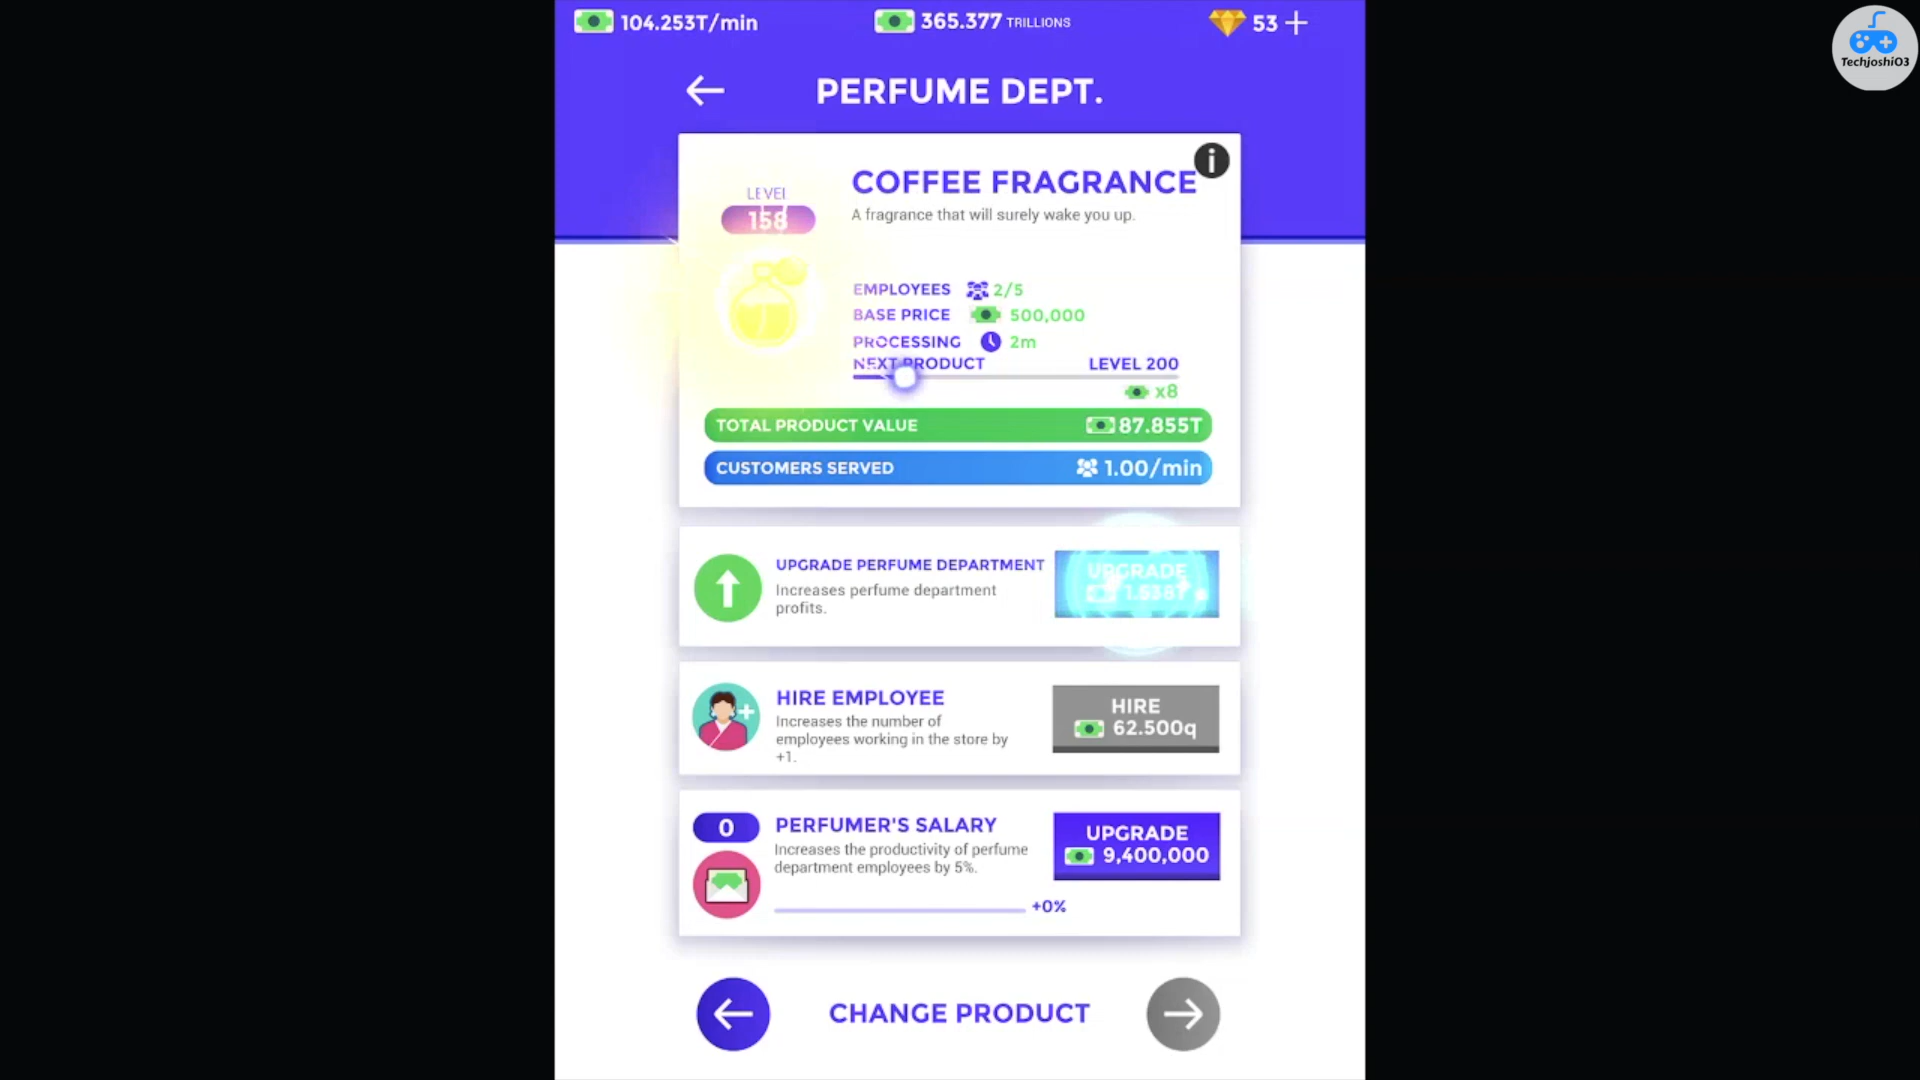 104.253T/min
365.377 TRILLIONS
53
TechjoshiO3
PERFUME DEPT.
LEVEL
158
COFFEE FRAGRANCE
A fragrance that will surely wake you up.
EMPLOYEES 2/5
BASE PRICE 500,000
PROCESSING 2m
NEXT PRODUCT LEVEL 200
x8
TOTAL PRODUCT VALUE 87.855T
CUSTOMERS SERVED 1.00/min
UPGRADE PERFUME DEPARTMENT
Increases perfume department
profits.
UPGRADE
1.538T
HIRE EMPLOYEE
Increases the number of
employees working in the store by
+1.
HIRE
62.500q
0
PERFUMER'S SALARY
Increases the productivity of perfume
department employees by 5%.
+0%
UPGRADE
9,400,000
CHANGE PRODUCT